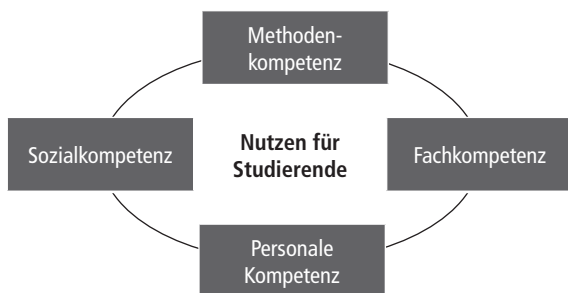 Methoden-
kompetenz
Sozialkompetenz
Nutzen für
Studierende
Fachkompetenz
Personale
Kompetenz